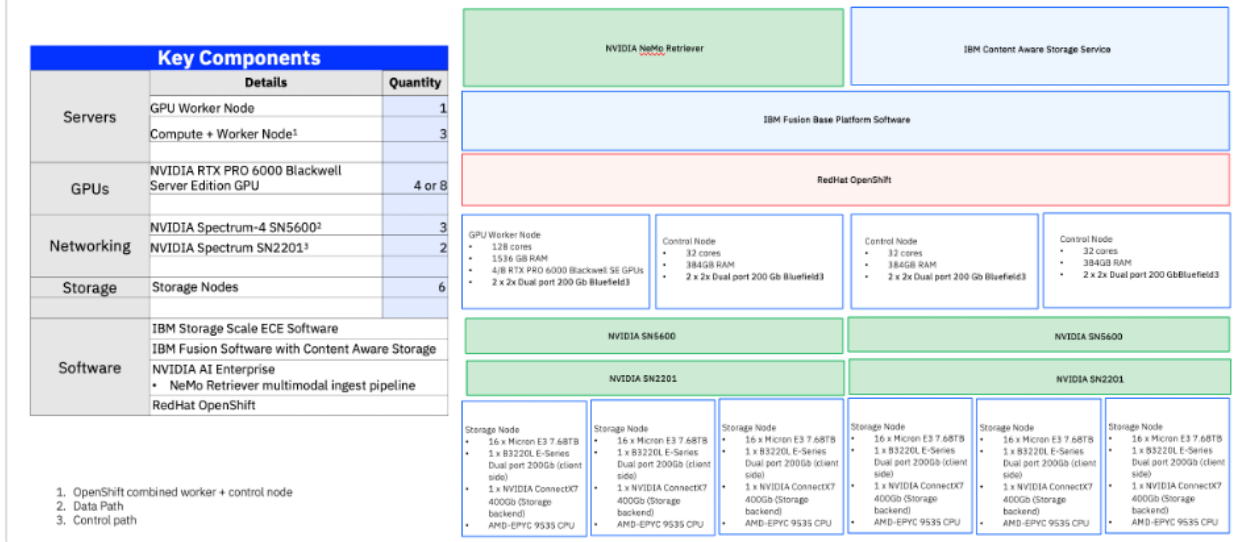 Key Components
Details Quantity
Servers
GPU Worker Node 1
Compute + Worker Node¹ 3
GPUs
NVIDIA RTX PRO 6000 Blackwell
Server Edition GPU 4 or 8
Networking
NVIDIA Spectrum-4 SN5600² 3
NVIDIA Spectrum SN2201³ 2
Storage
Storage Nodes 6
Software
IBM Storage Scale ECE Software
IBM Fusion Software with Content Aware Storage
NVIDIA AI Enterprise
• NeMo Retriever multimodal ingest pipeline
RedHat OpenShift
1. OpenShift combined worker + control node
2. Data Path
3. Control path
NVIDIA NeMo Retriever
IBM Content Aware Storage Service
IBM Fusion Base Platform Software
RedHat OpenShift
GPU Worker Node
• 128 cores
• 1536 GB RAM
• 4/8 RTX PRO 6000 Blackwell SE GPUs
• 2 x 2x Dual port 200 Gb Bluefield3
Control Node
• 32 cores
• 384GB RAM
• 2 x 2x Dual port 200 Gb Bluefield3
Control Node
• 32 cores
• 384GB RAM
• 2 x 2x Dual port 200 Gb Bluefield3
Control Node
• 32 cores
• 384GB RAM
• 2 x 2x Dual port 200 GbBluefield3
NVIDIA SN5600
NVIDIA SN5600
NVIDIA SN2201
NVIDIA SN2201
Storage Node
• 16 x Micron E3 7.68TB
• 1 x B3220L E-Series
Dual port 200Gb (client
side)
• 1 x NVIDIA ConnectX7
400Gb (Storage
backend)
• AMD-EPYC 9535 CPU
Storage Node
• 16 x Micron E3 7.68TB
• 1 x B3220L E-Series
Dual port 200Gb (client
side)
• 1 x NVIDIA ConnectX7
400Gb (Storage
backend)
• AMD-EPYC 9535 CPU
Storage Node
• 16 x Micron E3 7.68TB
• 1 x B3220L E-Series
Dual port 200Gb (client
side)
• 1 x NVIDIA ConnectX7
400Gb (Storage
backend)
• AMD-EPYC 9535 CPU
Storage Node
• 16 x Micron E3 7.68TB
• 1 x B3220L E-Series
Dual port 200Gb (client
side)
• 1 x NVIDIA ConnectX7
400Gb (Storage
backend)
• AMD-EPYC 9535 CPU
Storage Node
• 16 x Micron E3 7.68TB
• 1 x B3220L E-Series
Dual port 200Gb (client
side)
• 1 x NVIDIA ConnectX7
400Gb (Storage
backend)
• AMD-EPYC 9535 CPU
Storage Node
• 16 x Micron E3 7.68TB
• 1 x B3220L E-Series
Dual port 200Gb (client
side)
• 1 x NVIDIA ConnectX7
400Gb (Storage
backend)
• AMD-EPYC 9535 CPU